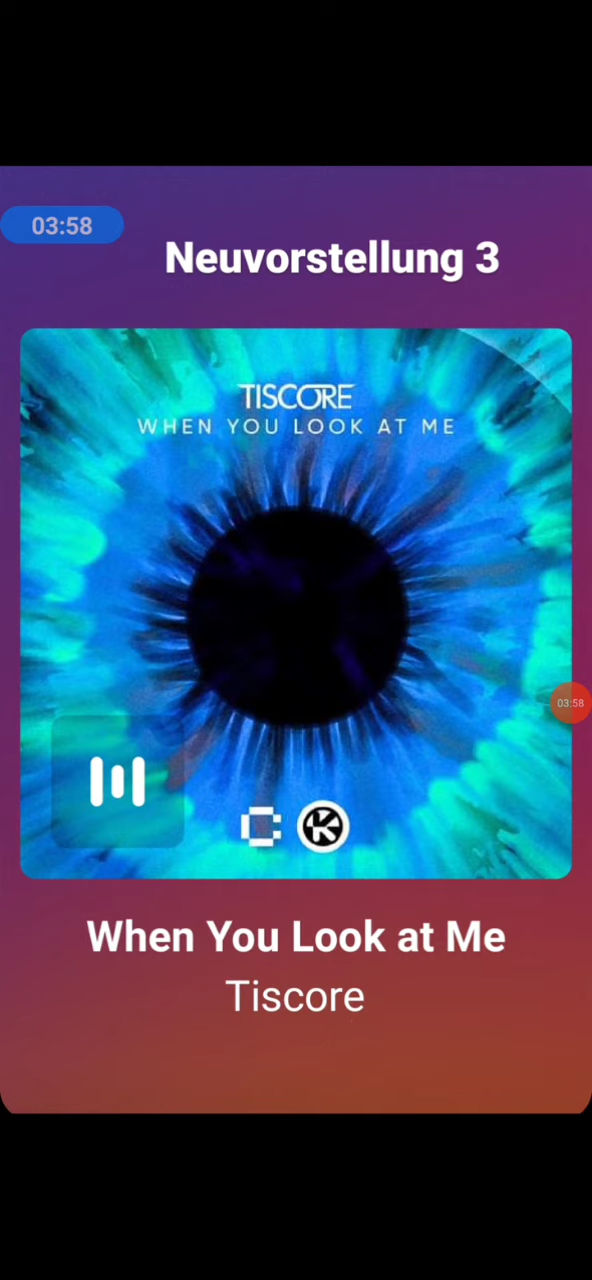 03:58
Neuvorstellung 3
TISCORE
WHEN YOU LOOK AT ME
03:58
When You Look at Me
Tiscore